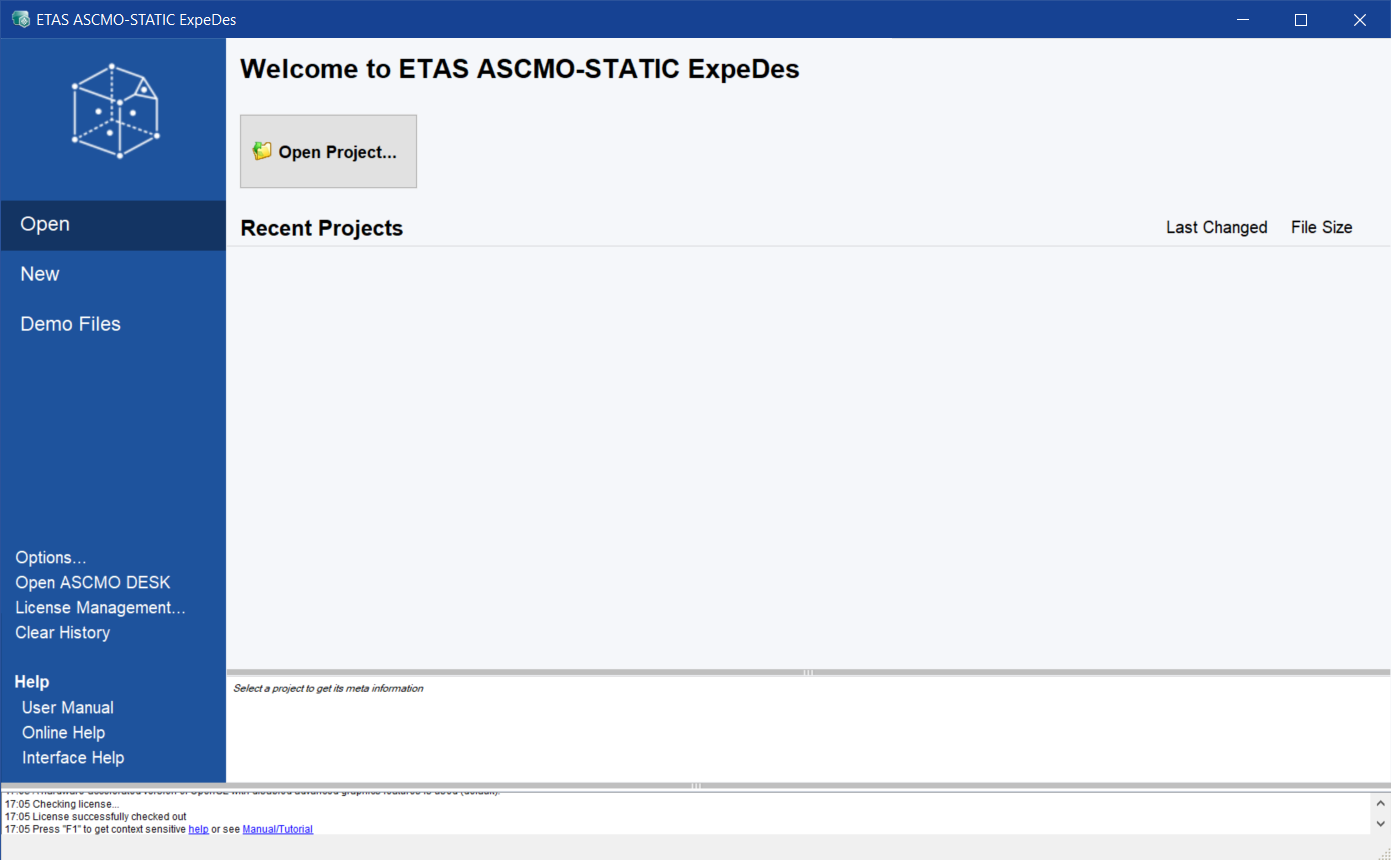 ETAS ASCMO-STATIC ExpeDes
Welcome to ETAS ASCMO-STATIC ExpeDes
Open Project...
Open
New
Demo Files
Recent Projects Last Changed File Size
Options...
Open ASCMO DESK
License Management...
Clear History
Help
User Manual
Online Help
Interface Help
Select a project to get its meta information
17:05 Checking license...
17:05 License successfully checked out
17:05 Press "F1" to get context sensitive help or see Manual/Tutorial